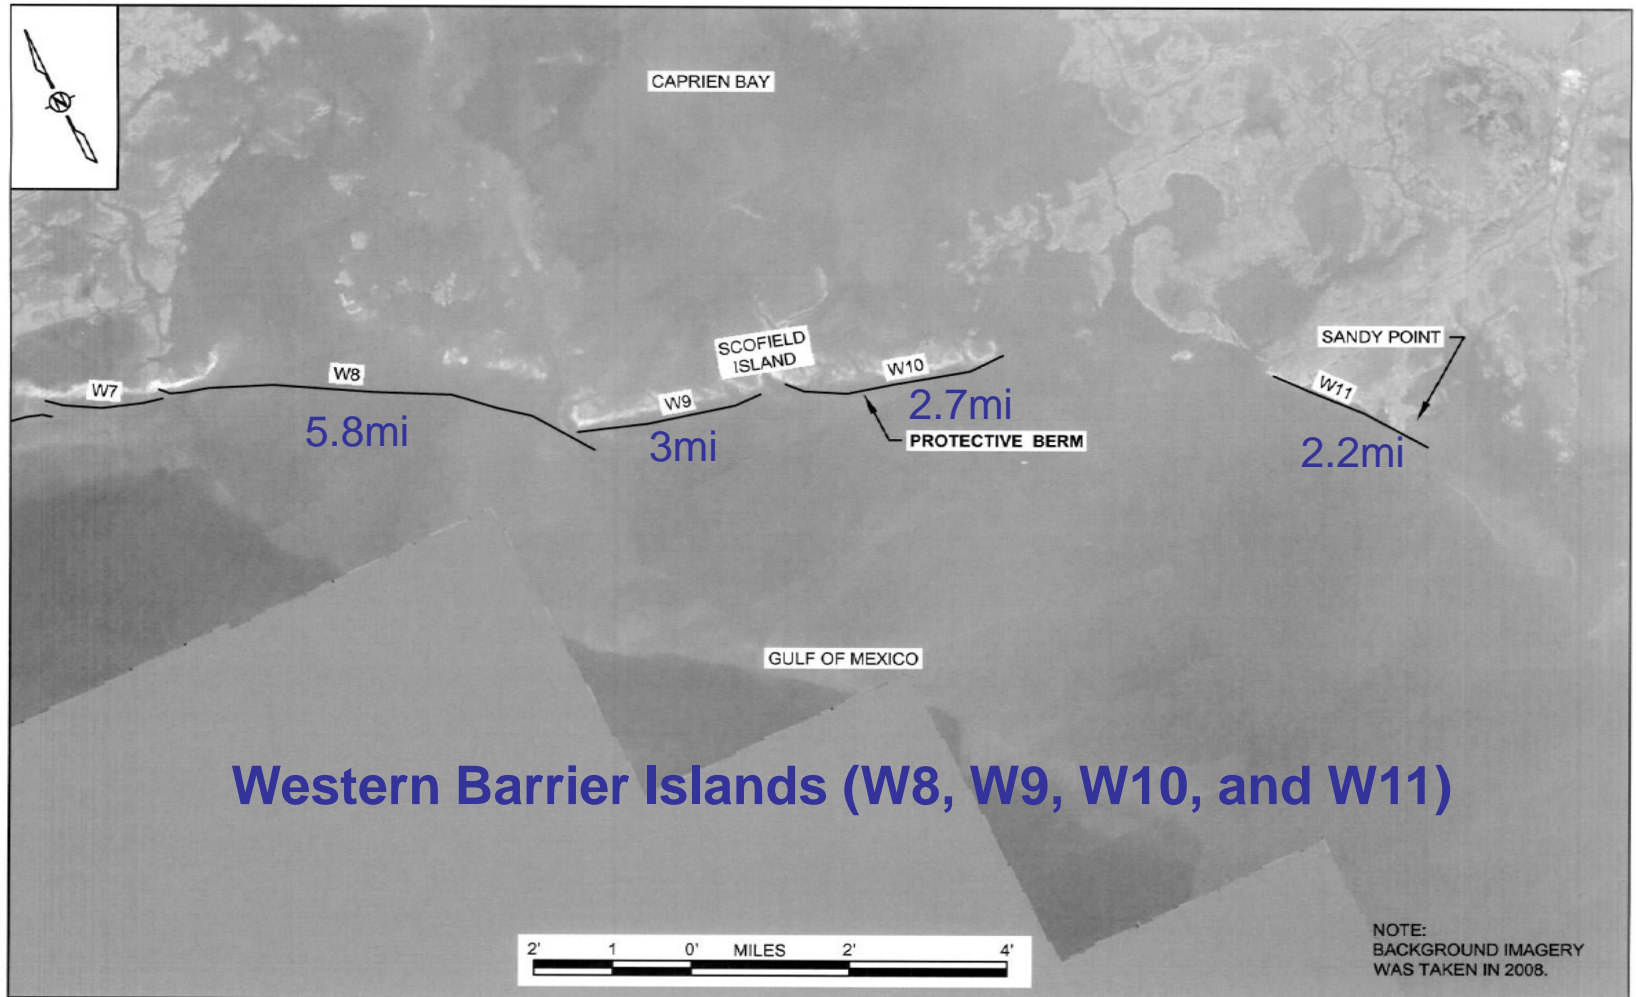 N
CAPRIEN BAY
SANDY POINT
SCOFIELD
ISLAND
W7
W8
W9
W10
W11
5.8mi
3mi
2.7mi
2.2mi
PROTECTIVE BERM
GULF OF MEXICO
Western Barrier Islands (W8, W9, W10, and W11)
2' 1 0' MILES 2' 4'
NOTE:
BACKGROUND IMAGERY
WAS TAKEN IN 2008.